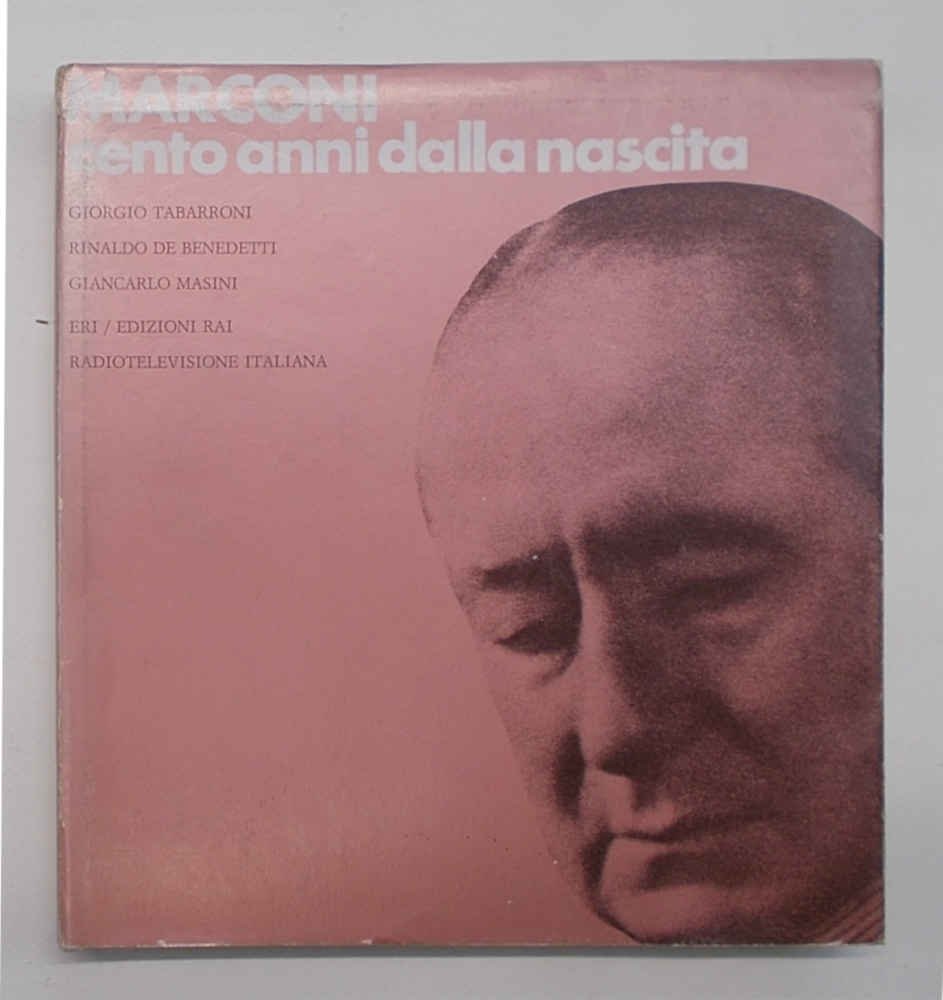 MARCONI
cento anni dalla nascita
GIORGIO TABARRONI
RINALDO DE BENEDETTI
GIANCARLO MASINI
ERI / EDIZIONI RAI
RADIOTELEVISIONE ITALIANA